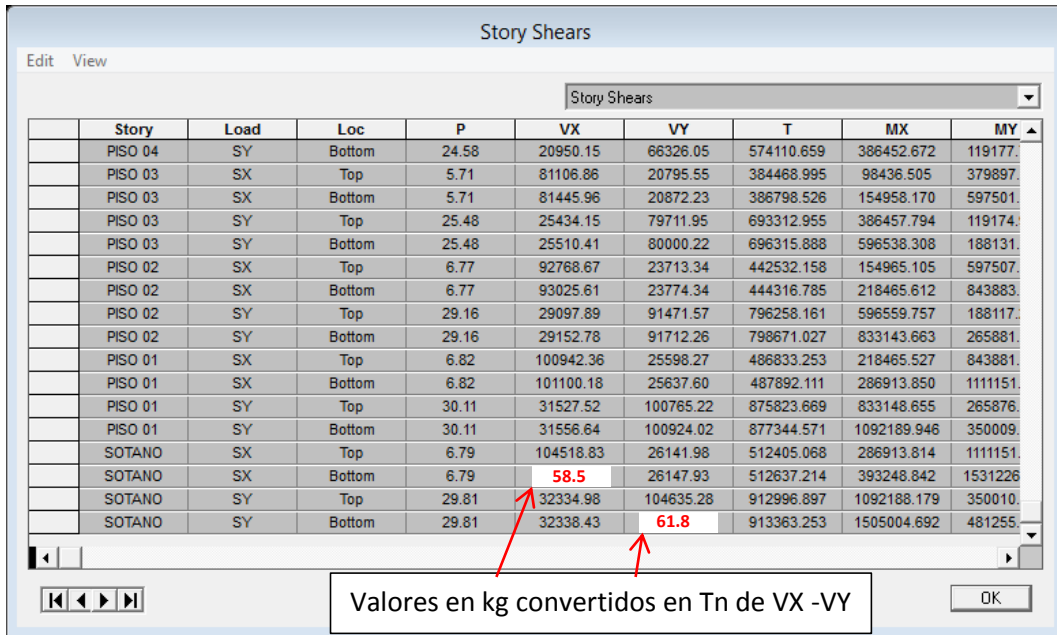 Story Shears
Edit View
Story Shears
Story Load Loc P VX VY T MX MY
PISO 04 SY Bottom 24.58 20950.15 66326.05 574110.659 386452.672 119177.
PISO 03 SX Top 5.71 81106.86 20795.55 384468.995 98436.505 379897.
PISO 03 SX Bottom 5.71 81445.96 20872.23 386798.526 154958.170 597501.
PISO 03 SY Top 25.48 25434.15 79711.95 693312.955 386457.794 119174.
PISO 03 SY Bottom 25.48 25510.41 80000.22 696315.888 596538.308 188131.
PISO 02 SX Top 6.77 92768.67 23713.34 442532.158 154965.105 597507.
PISO 02 SX Bottom 6.77 93025.61 23774.34 444316.785 218465.612 843883.
PISO 02 SY Top 29.16 29097.89 91471.57 796258.161 596559.757 188117.
PISO 02 SY Bottom 29.16 29152.78 91712.26 798671.027 833143.663 265881.
PISO 01 SX Top 6.82 100942.36 25598.27 486833.253 218465.527 843881.
PISO 01 SX Bottom 6.82 101100.18 25637.60 487892.111 286913.850 1111151.
PISO 01 SY Top 30.11 31527.52 100765.22 875823.669 833148.655 265876.
PISO 01 SY Bottom 30.11 31556.64 100924.02 877344.571 1092189.946 350009.
SOTANO SX Top 6.79 104518.83 26141.98 512405.068 286913.814 1111151.
SOTANO SX Bottom 6.79 58.5 26147.93 512637.214 393248.842 1531226
SOTANO SY Top 29.81 32334.98 104635.28 912996.897 1092188.179 350010.
SOTANO SY Bottom 29.81 32338.43 61.8 913363.253 1505004.692 481255.
Valores en kg convertidos en Tn de VX -VY
OK